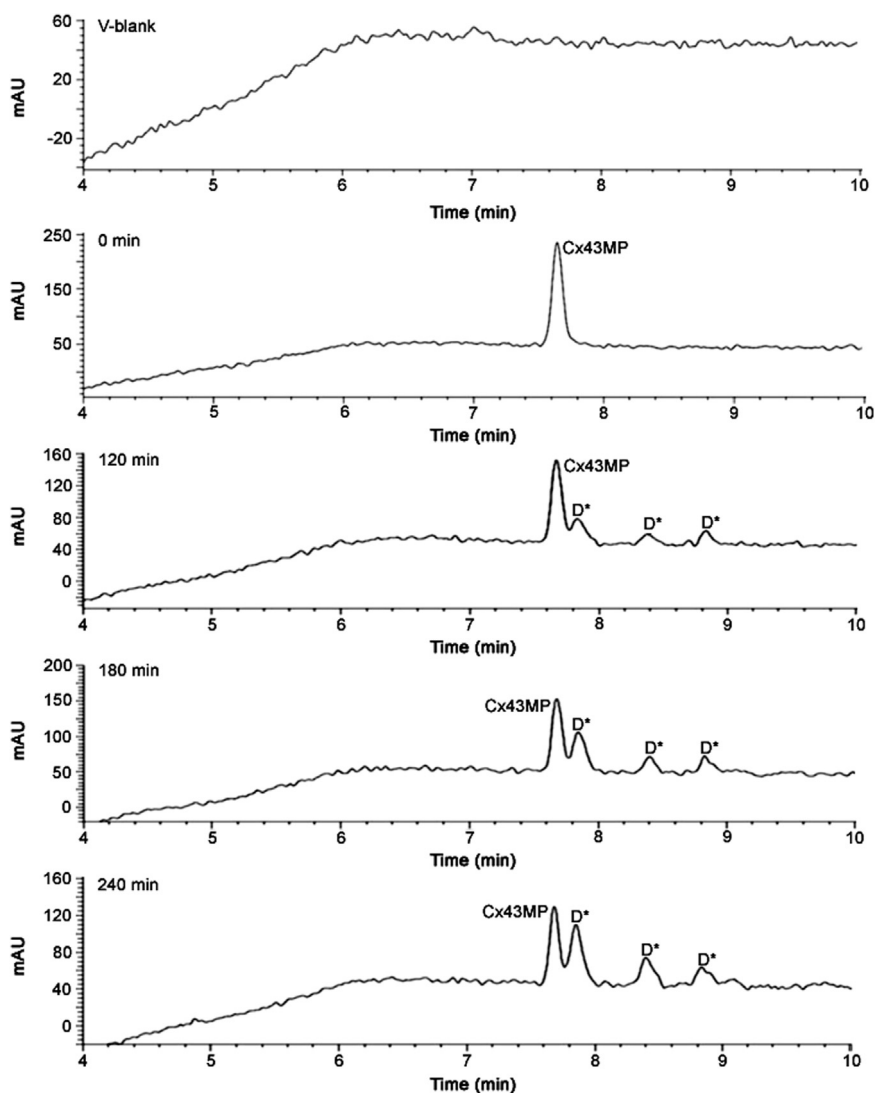 V-blank
60
20
-20
mAU
4 5 6 7 8 9 10
Time (min)
0 min
Cx43MP
250
150
50
mAU
4 5 6 7 8 9 10
Time (min)
120 min
Cx43MP
D* D* D*
160
120
80
40
0
mAU
4 5 6 7 8 9 10
Time (min)
180 min
Cx43MP
D* D* D*
200
150
100
50
0
mAU
4 5 6 7 8 9 10
Time (min)
240 min
Cx43MP
D* D* D*
160
120
80
40
0
mAU
4 5 6 7 8 9 10
Time (min)